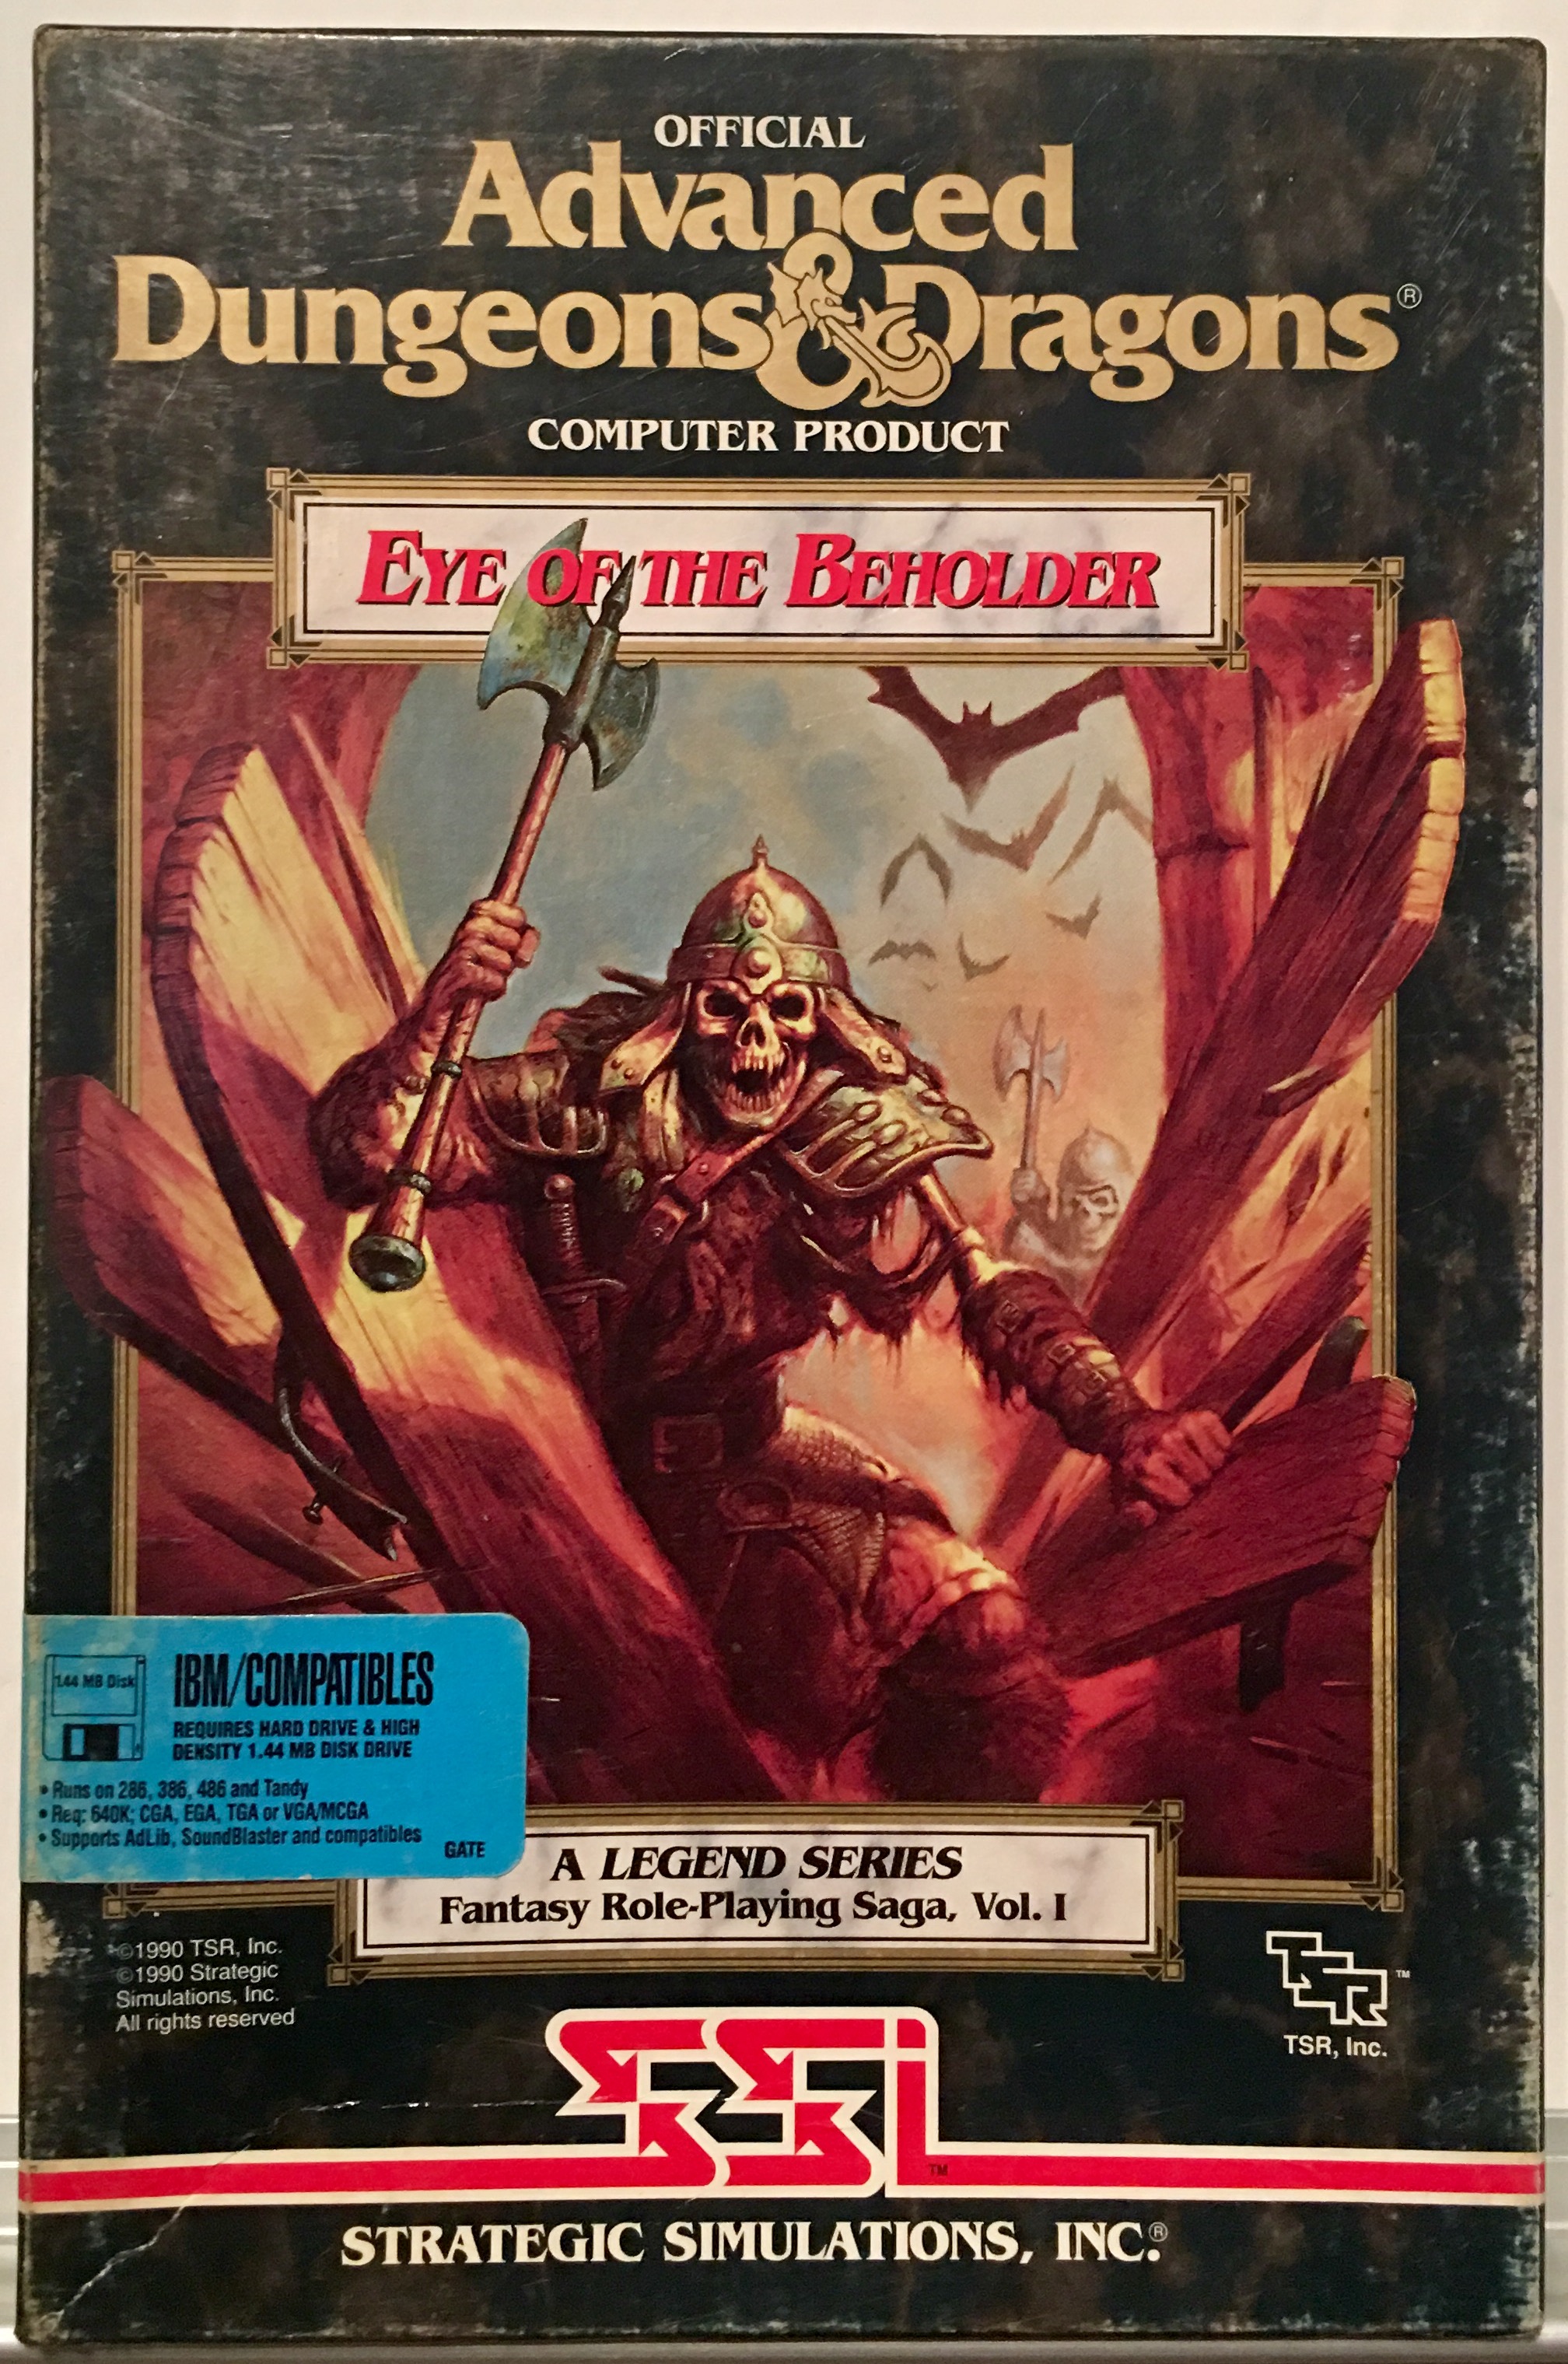 OFFICIAL
Advanced
Dungeons & Dragons®
COMPUTER PRODUCT
EYE OF THE BEHOLDER
1.44 MB Disk
IBM/COMPATIBLES
REQUIRES HARD DRIVE & HIGH
DENSITY 1.44 MB DISK DRIVE
• Runs on 286, 386, 486 and Tandy
• Req: 640K; CGA, EGA, TGA or VGA/MCGA
• Supports AdLib, SoundBlaster and compatibles
GATE
A LEGEND SERIES
Fantasy Role-Playing Saga, Vol. I
©1990 TSR, Inc.
©1990 Strategic
Simulations, Inc.
All rights reserved
TSR™
TSR, Inc.
SSI™
STRATEGIC SIMULATIONS, INC.®